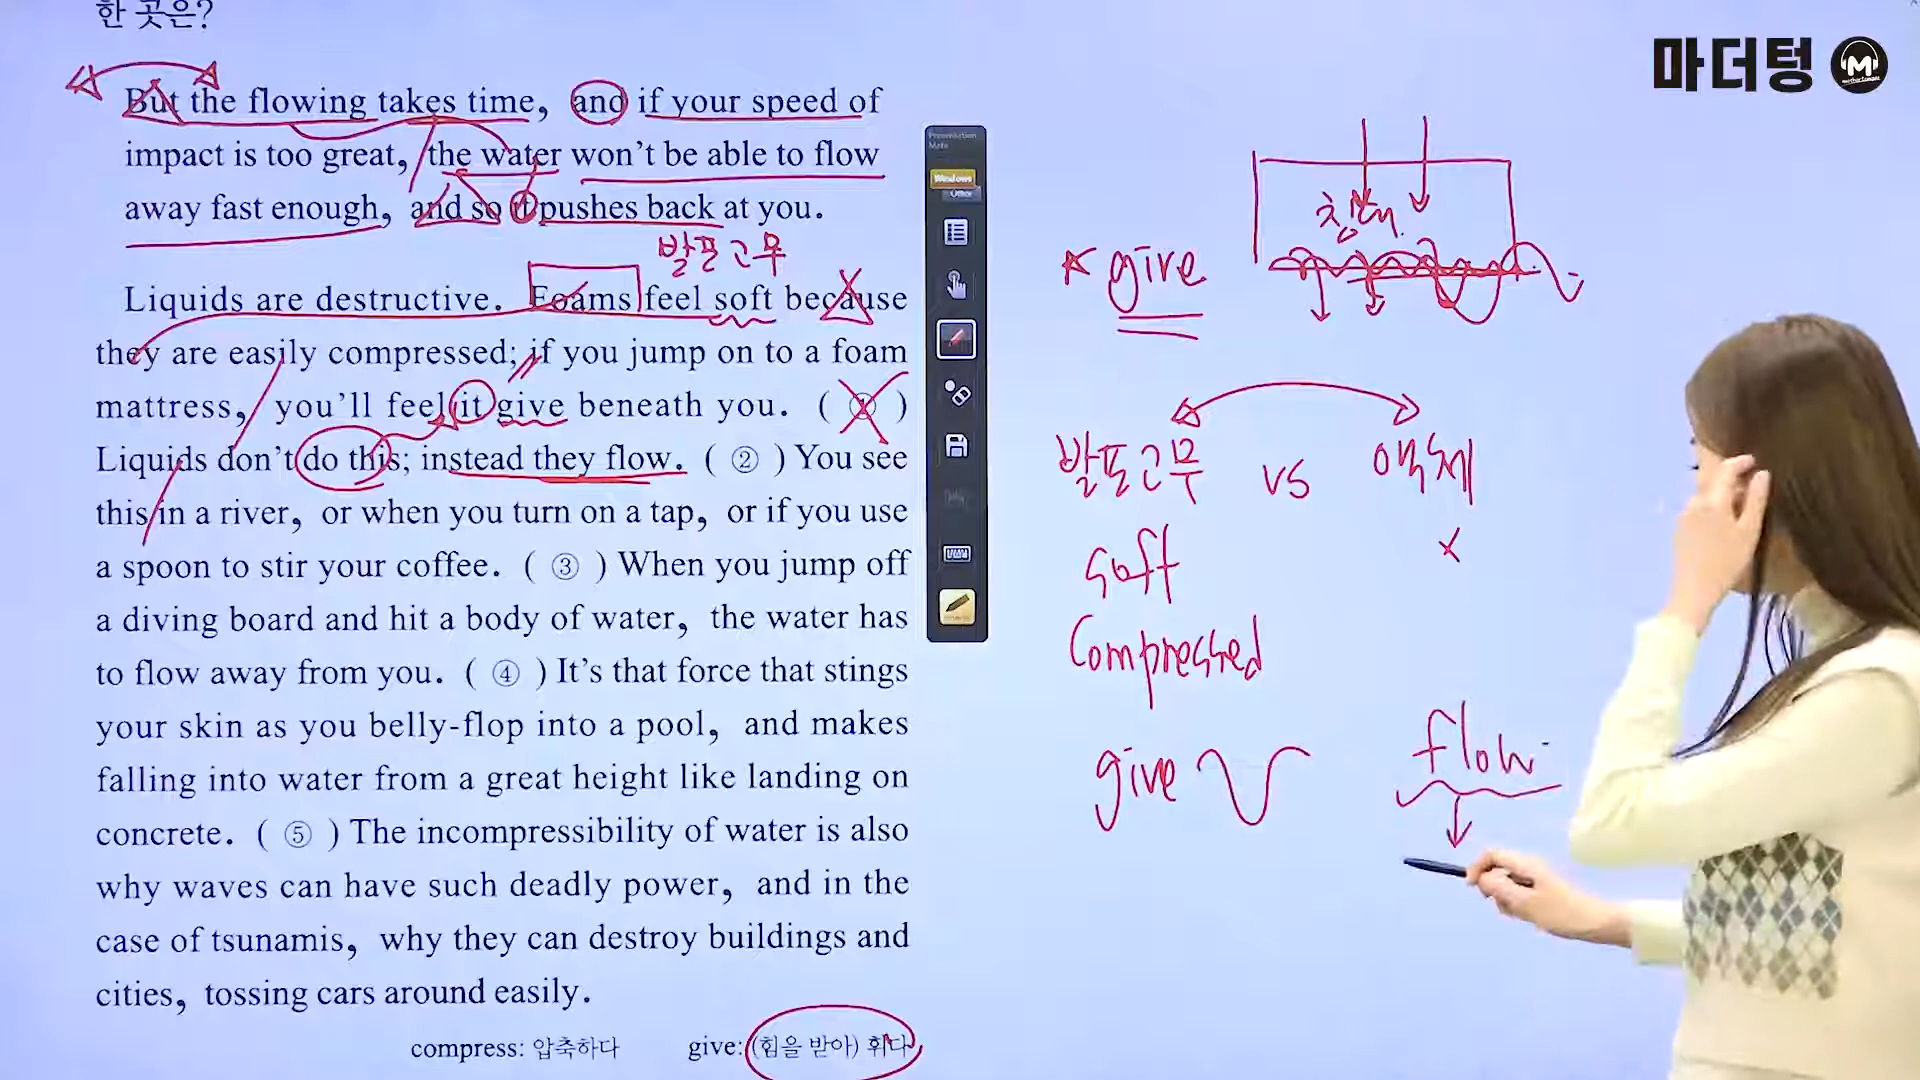 한 곳은?
마더텅
But the flowing takes time, and if your speed of
impact is too great, the water won't be able to flow
away fast enough, and so it pushes back at you.
발포고무
Liquids are destructive. Foams feel soft because
they are easily compressed; if you jump on to a foam
mattress, you'll feel it give beneath you. ( ① )
Liquids don't do this; instead they flow. ( ② ) You see
this in a river, or when you turn on a tap, or if you use
a spoon to stir your coffee. ( ③ ) When you jump off
a diving board and hit a body of water, the water has
to flow away from you. ( ④ ) It's that force that stings
your skin as you belly-flop into a pool, and makes
falling into water from a great height like landing on
concrete. ( ⑤ ) The incompressibility of water is also
why waves can have such deadly power, and in the
case of tsunamis, why they can destroy buildings and
cities, tossing cars around easily.
compress: 압축하다 give: (힘을 받아) 휘다
Presentation
Mate
Windows
Office
침대
give
발포고무 vs 액체
soft x
Compressed
give flow